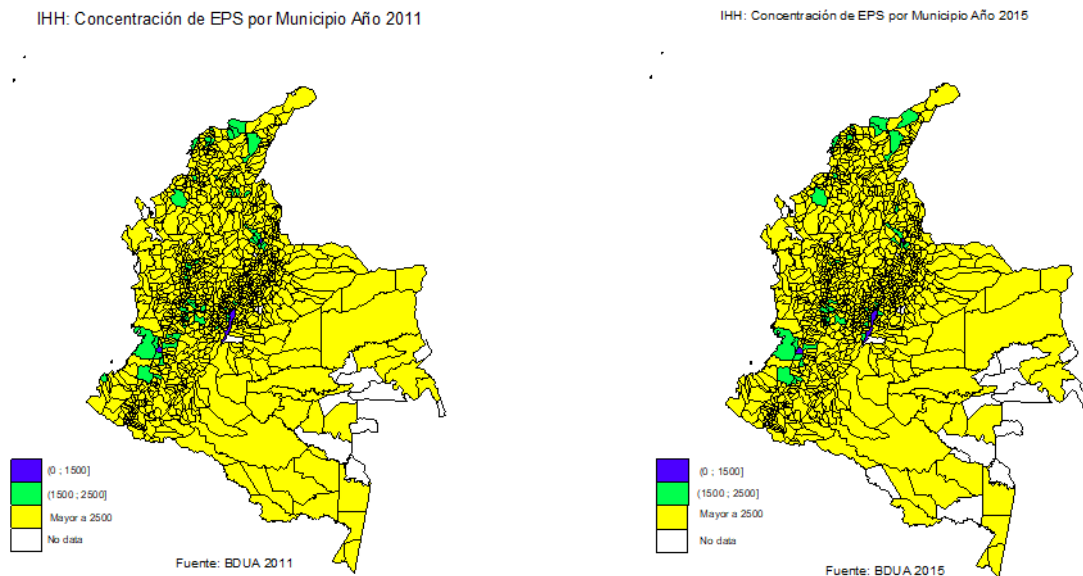 IHH: Concentración de EPS por Municipio Año 2011
(0 ; 1500]
(1500 ; 2500]
Mayor a 2500
No data
Fuente: BDUA 2011
IHH: Concentración de EPS por Municipio Año 2015
(0 ; 1500]
(1500 ; 2500]
Mayor a 2500
No data
Fuente: BDUA 2015